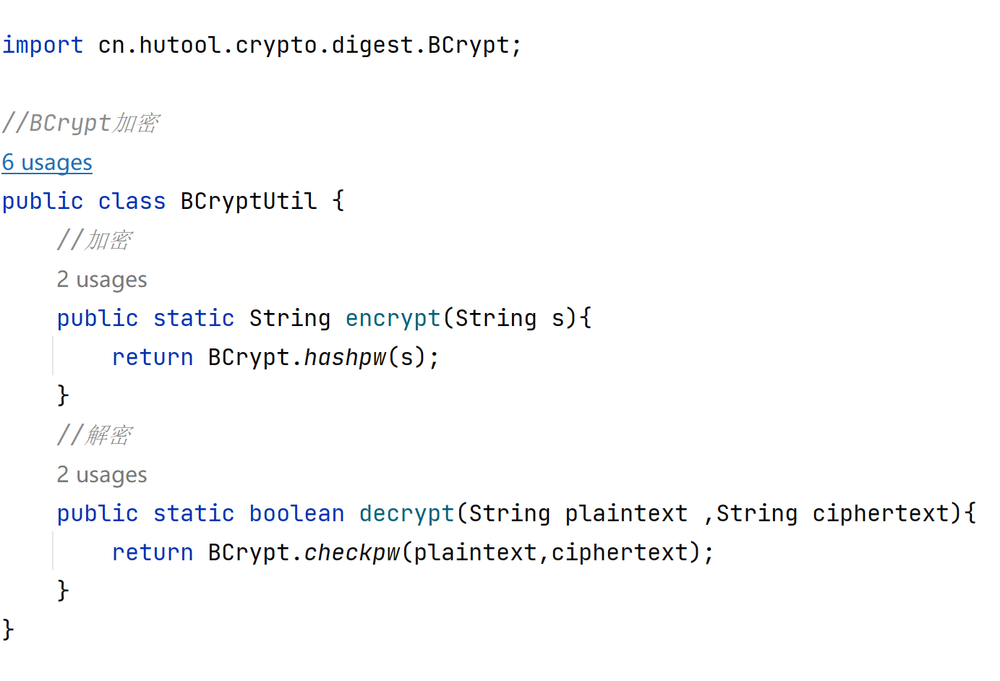 import cn.hutool.crypto.digest.BCrypt;
//BCrypt加密
6 usages
public class BCryptUtil {
//加密
2 usages
public static String encrypt(String s){
return BCrypt.hashpw(s);
}
//解密
2 usages
public static boolean decrypt(String plaintext ,String ciphertext){
return BCrypt.checkpw(plaintext,ciphertext);
}
}